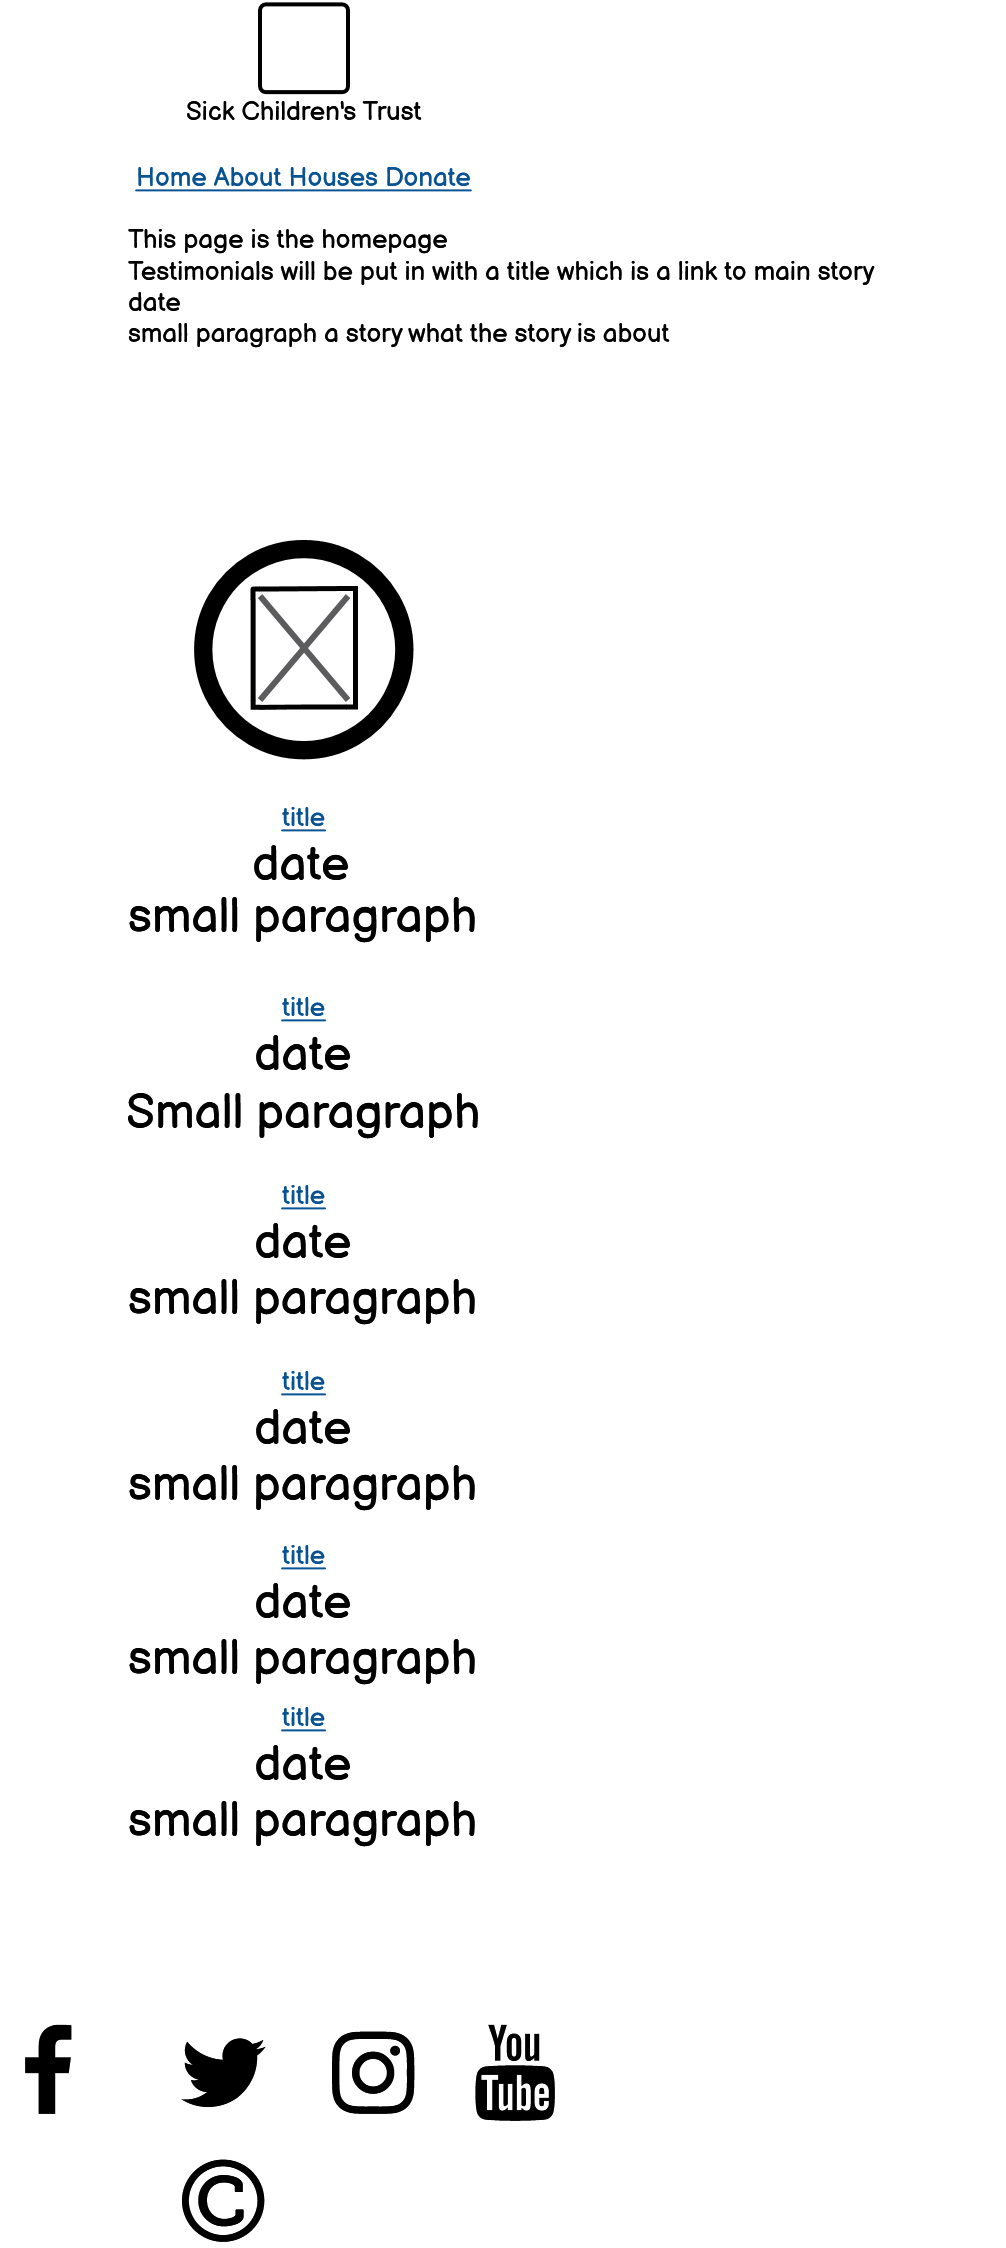 Sick Children's Trust
Home About Houses Donate
This page is the homepage
Testimonials will be put in with a title which is a link to main story
date
small paragraph a story what the story is about
title
date
small paragraph
title
date
Small paragraph
title
date
small paragraph
title
date
small paragraph
title
date
small paragraph
title
date
small paragraph
You
Tube
©